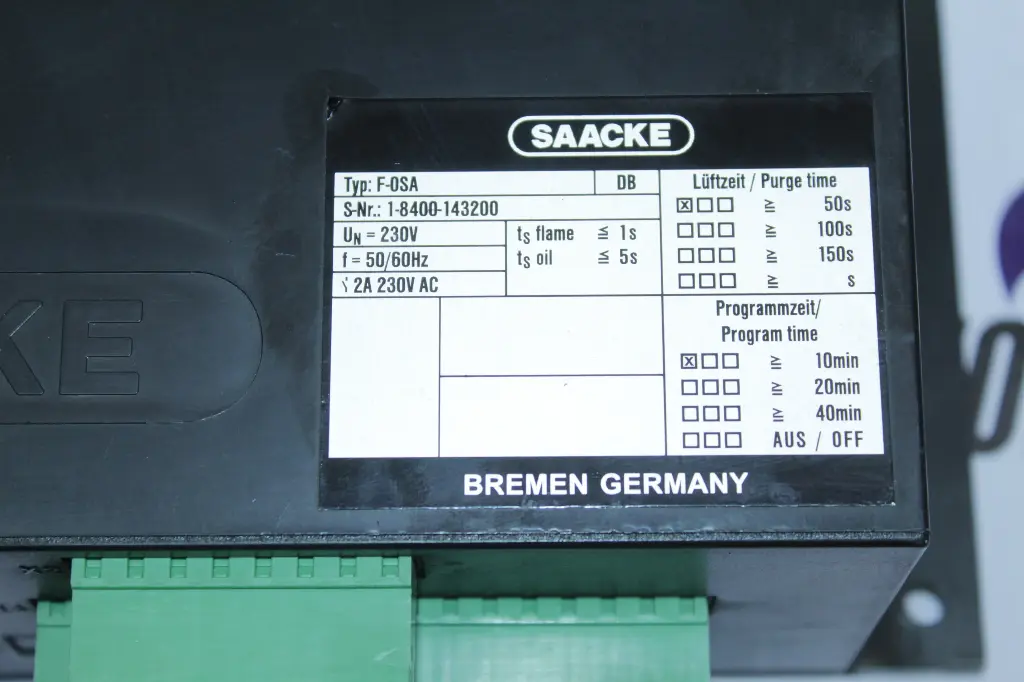 SAACKE
Typ: F-OSA DB
S-Nr.: 1-8400-143200
UN = 230V
f = 50/60Hz
2A 230V AC
ts flame ≦ 1s
ts oil ≦ 5s
Lüftzeit / Purge time
☒☐☐ ≧ 50s
☐☐☐ ≧ 100s
☐☐☐ ≧ 150s
☐☐☐ ≧ s
Programmzeit/
Program time
☒☐☐ ≧ 10min
☐☐☐ ≧ 20min
☐☐☐ ≧ 40min
☐☐☐ AUS / OFF
BREMEN GERMANY
KE